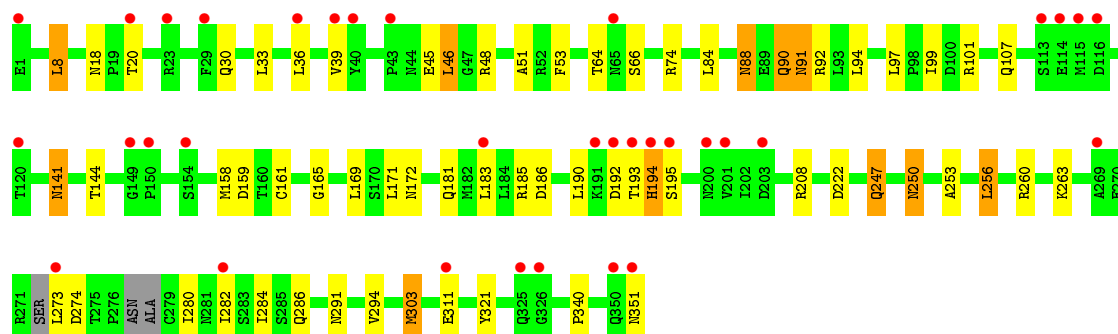 E1 L8 N18 P19 T20 R23 F29 Q30 L33 L36 V39 Y40 P43 N44 E45 L46 G47 R48 A51 R52 F53 T64 N65 S66 R74 L84 N88 E89 Q90 N91 R92 L93 L94 L97 P98 I99 D100 R101 Q107 S113 E114 M115 D116
T120 N141 T144 G149 P150 S154 M158 D159 T160 C161 G165 L169 S170 L171 N172 Q181 M182 L183 L184 R185 D186 L190 K191 D192 T193 H194 S195 N200 V201 I202 D203 R208 D222 Q247 N250 A253 L256 R260 K263 A269
R271 SER L273 D274 T275 P276 ASN ALA C279 I280 N281 I282 S283 I284 S285 Q286 N291 V294 M303 E311 Y321 Q325 G326 P340 Q350 N351